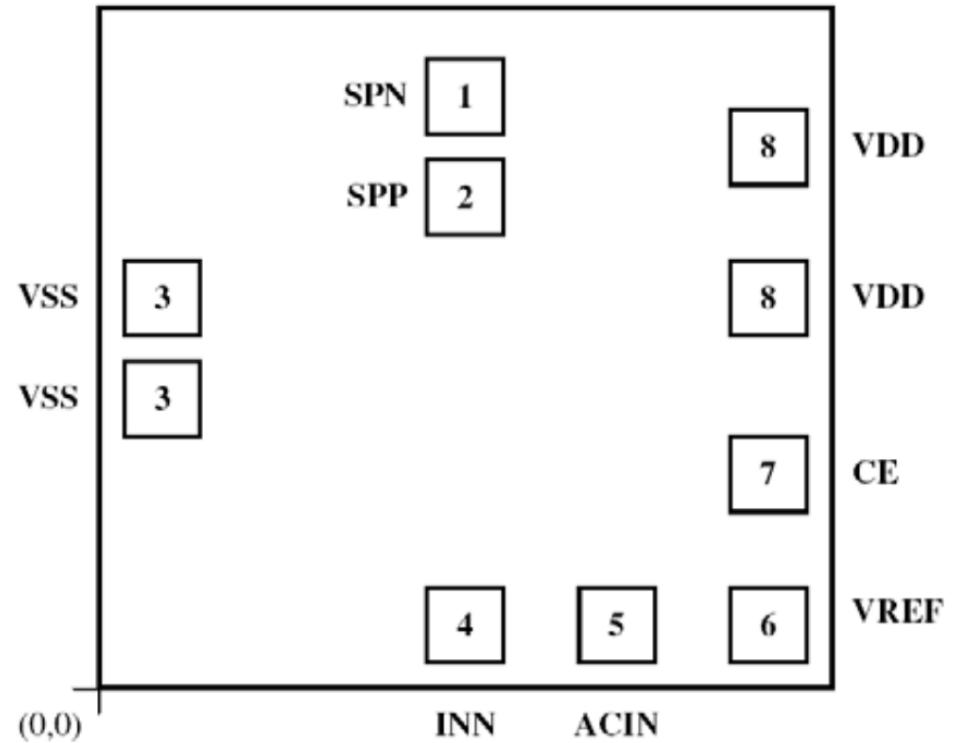 SPN 1
8 VDD
SPP 2
VSS 3
8 VDD
VSS 3
7 CE
4
5
6 VREF
(0,0)
INN
ACIN